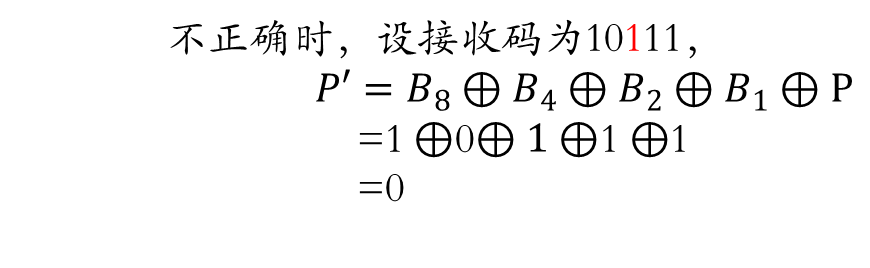 不正确时，设接收码为10111，
P′ = B₈ ⊕ B₄ ⊕ B₂ ⊕ B₁ ⊕ P
=1 ⊕0⊕ 1 ⊕1 ⊕1
=0